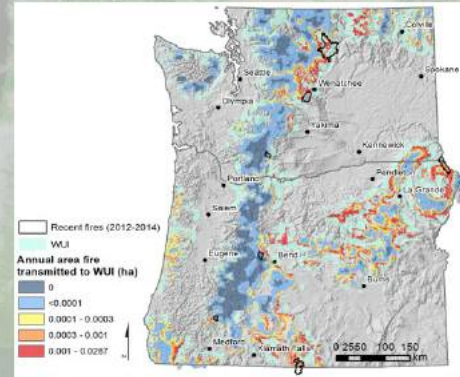 Colville
Seattle
Spokane
Wenatchee
Olympia
Yakima
Kennewick
Pendleton
Portland
La Grande
Salem
Eugene
Bend
Burns
Medford
Klamath Falls
Recent fires (2012-2014)
WUI
Annual area fire
transmitted to WUI (ha)
0
<0.0001
0.0001 - 0.0003
0.0003 - 0.001
0.001 - 0.0287
0 25 50 100 150
km